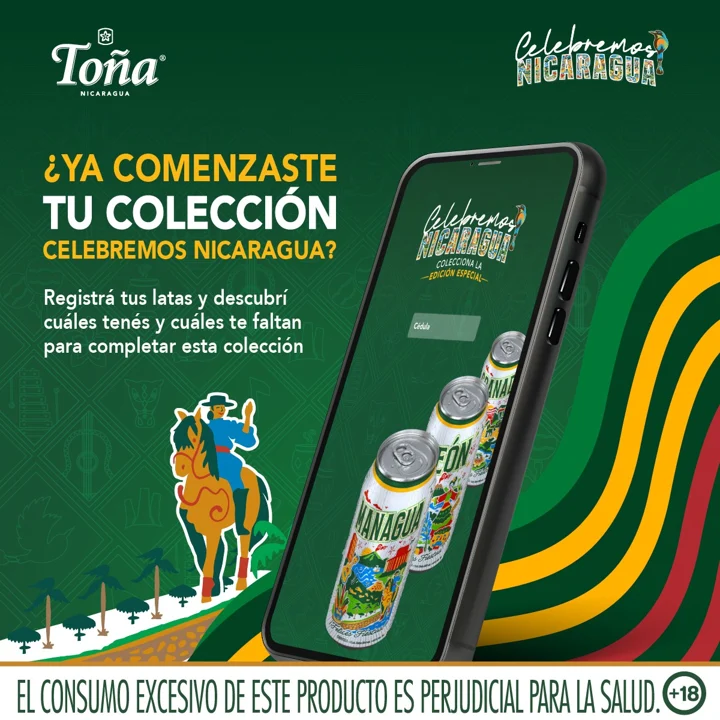 Toña®
NICARAGUA
Celebremos
NICARAGUA
¿YA COMENZASTE
TU COLECCIÓN
CELEBREMOS NICARAGUA?
Registrá tus latas y descubrí
cuáles tenés y cuáles te faltan
para completar esta colección
Celebremos
NICARAGUA
COLECCIONA LA
EDICIÓN ESPECIAL
Cédula
MANAGUA
EL CONSUMO EXCESIVO DE ESTE PRODUCTO ES PERJUDICIAL PARA LA SALUD. +18